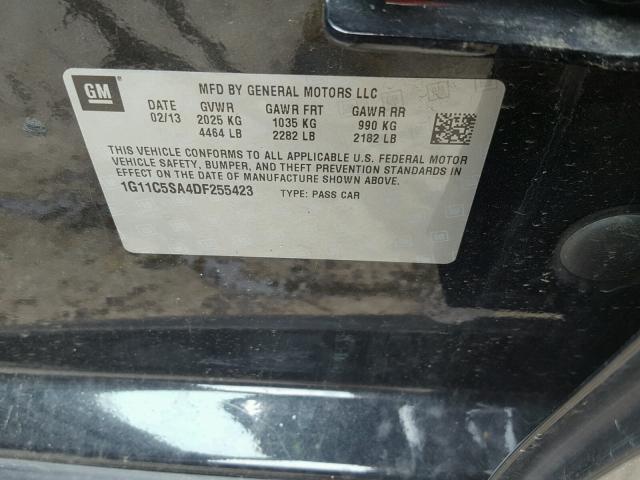 GM
MFD BY GENERAL MOTORS LLC
DATE GVWR GAWR FRT GAWR RR
02/13 2025 KG 1035 KG 990 KG
4464 LB 2282 LB 2182 LB
THIS VEHICLE CONFORMS TO ALL APPLICABLE U.S. FEDERAL MOTOR
VEHICLE SAFETY, BUMPER, AND THEFT PREVENTION STANDARDS IN
EFFECT ON THE DATE OF MANUFACTURE SHOWN ABOVE.
1G11C5SA4DF255423 TYPE: PASS CAR